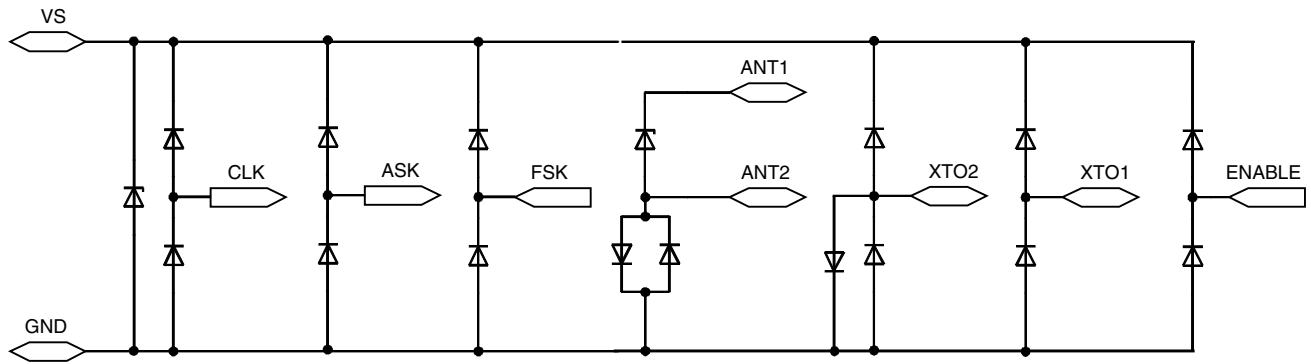 VS
ANT1
CLK
ASK
FSK
ANT2
XTO2
XTO1
ENABLE
GND